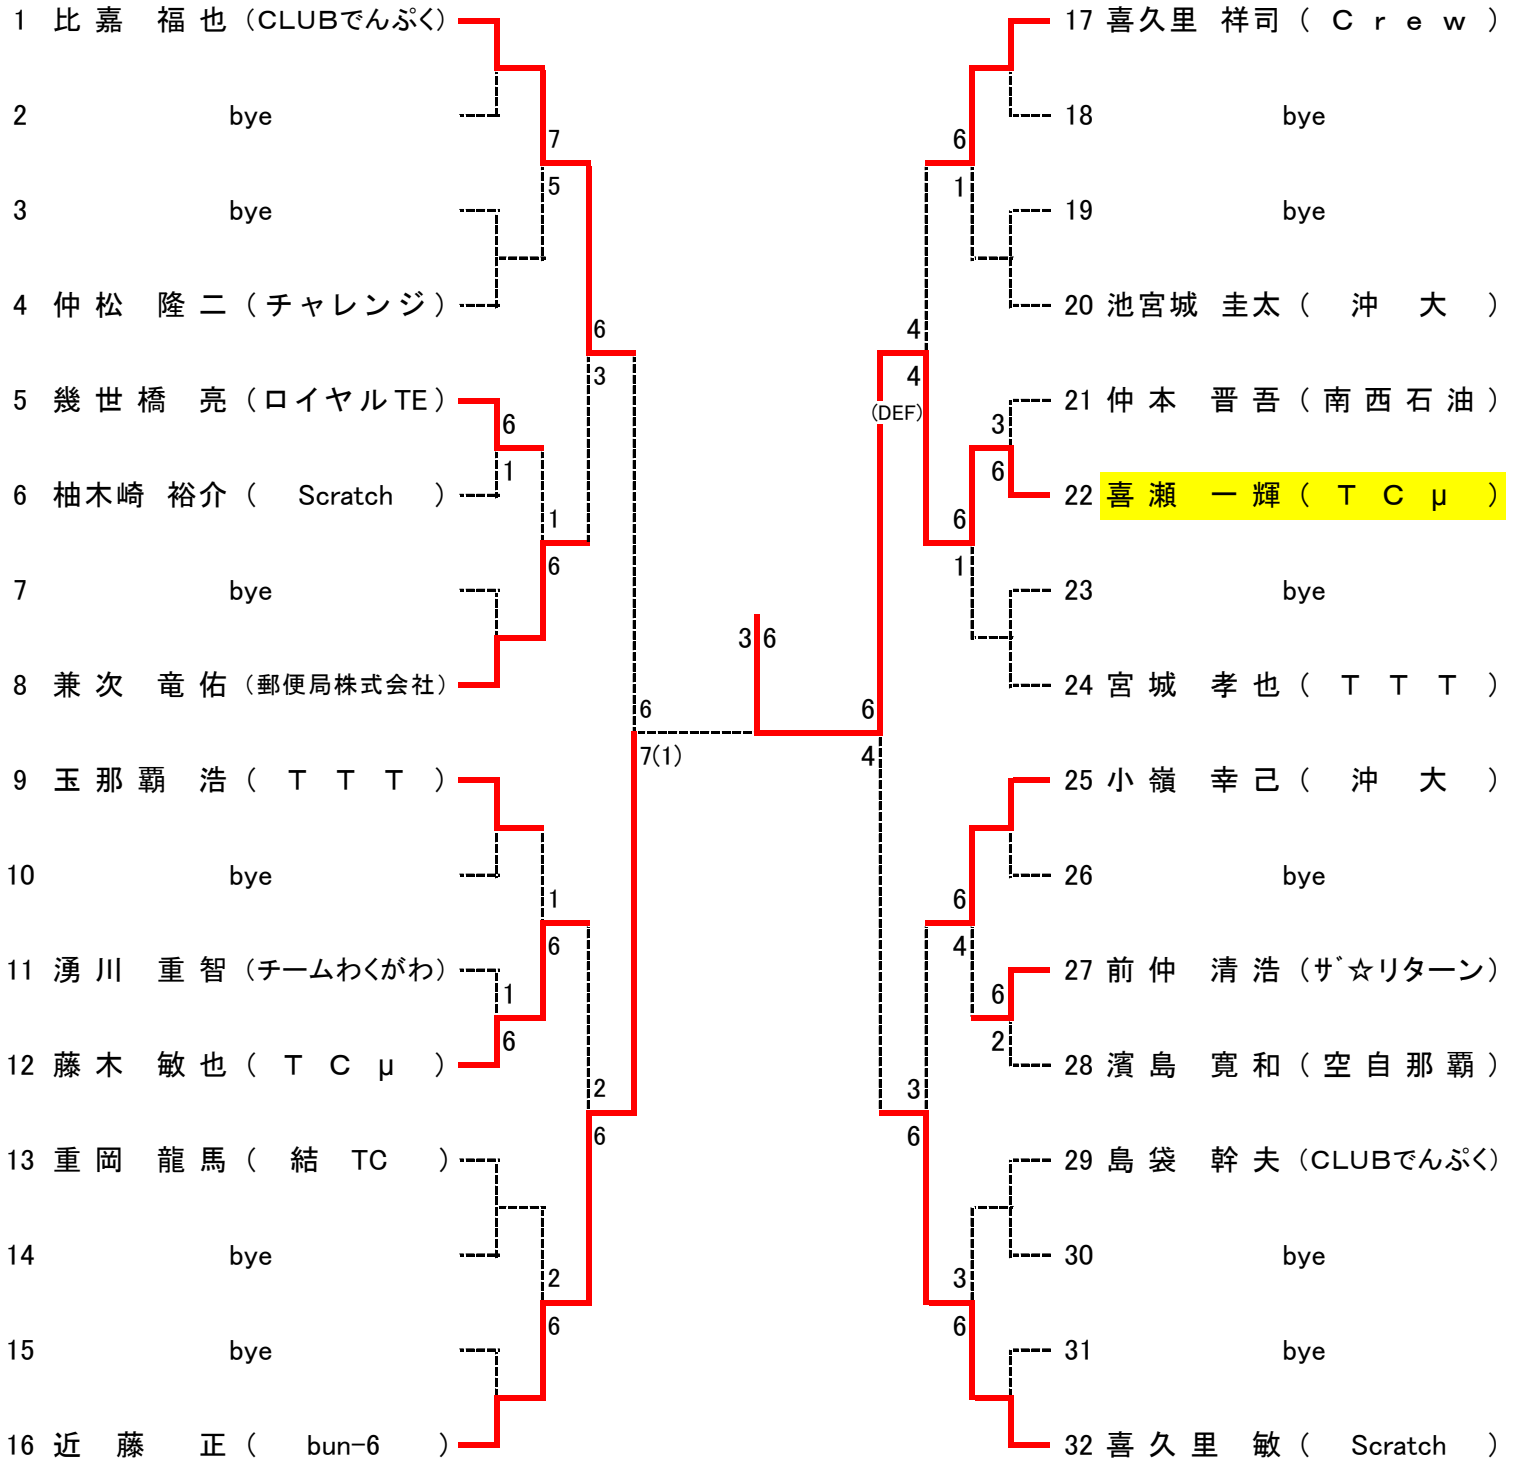 1 比嘉 福也 (CLUBでんぷく)
2 bye
3 bye
4 仲松 隆二 (チャレンジ)
5 幾世橋 亮 (ロイヤルTE)
6 柚木崎 裕介 ( Scratch )
7 bye
8 兼次 竜佑 (郵便局株式会社)
9 玉那覇 浩 ( T T T )
10 bye
11 湧川 重智 (チームわくがわ)
12 藤木 敏也 ( T C μ )
13 重岡 龍馬 ( 結 TC )
14 bye
15 bye
16 近藤 正 ( bun-6 )
7
5
6
3
6
1
1
6
6
7(1)
1
6
1
6
2
6
2
6
3 6
17 喜久里 祥司 ( C r e w )
18 bye
19 bye
20 池宮城 圭太 ( 沖 大 )
21 仲本 晋吾 (南西石油)
22 喜瀬 一輝 ( T C μ )
23 bye
24 宮城 孝也 ( T T T )
25 小嶺 幸己 ( 沖 大 )
26 bye
27 前仲 清浩 (ザ☆リターン)
28 濱島 寛和 (空自那覇)
29 島袋 幹夫 (CLUBでんぷく)
30 bye
31 bye
32 喜久里 敏 ( Scratch )
6
1
4
4
(DEF)
3
6
6
1
6
4
6
4
6
2
3
6
3
6